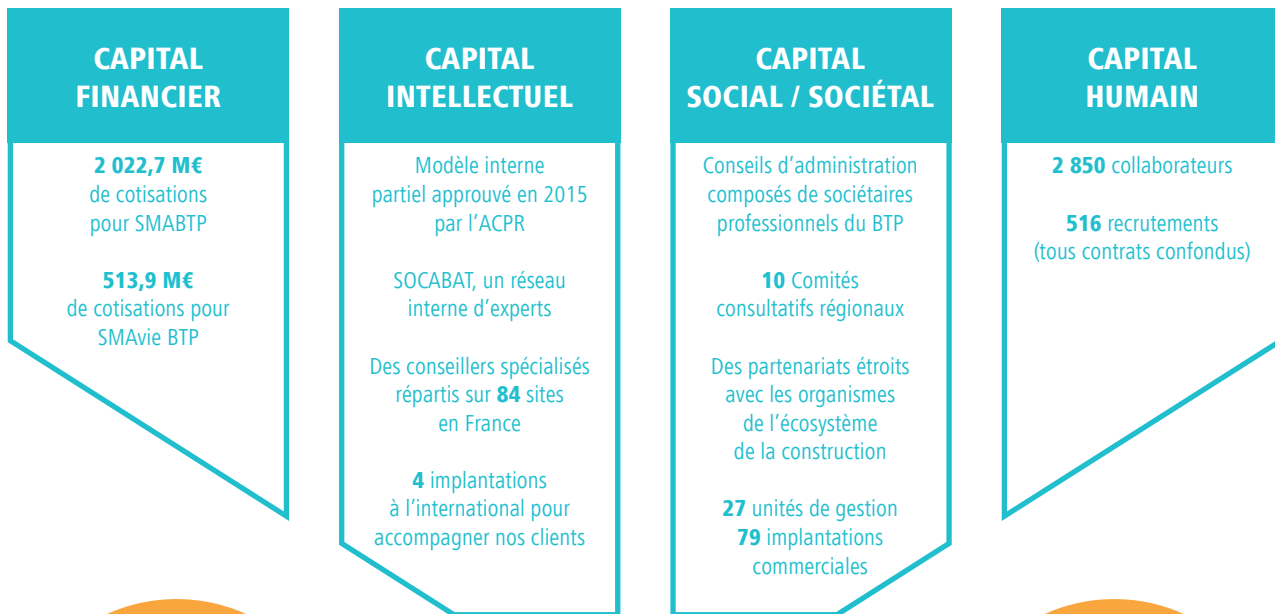 CAPITAL
FINANCIER
2 022,7 M€
de cotisations
pour SMABTP
513,9 M€
de cotisations pour
SMAvie BTP
CAPITAL
INTELLECTUEL
Modèle interne
partiel approuvé en 2015
par l’ACPR
SOCABAT, un réseau
interne d’experts
Des conseillers spécialisés
répartis sur 84 sites
en France
4 implantations
à l’international pour
accompagner nos clients
CAPITAL
SOCIAL / SOCIÉTAL
Conseils d’administration
composés de sociétaires
professionnels du BTP
10 Comités
consultatifs régionaux
Des partenariats étroits
avec les organismes
de l’écosystème
de la construction
27 unités de gestion
79 implantations
commerciales
CAPITAL
HUMAIN
2 850 collaborateurs
516 recrutements
(tous contrats confondus)